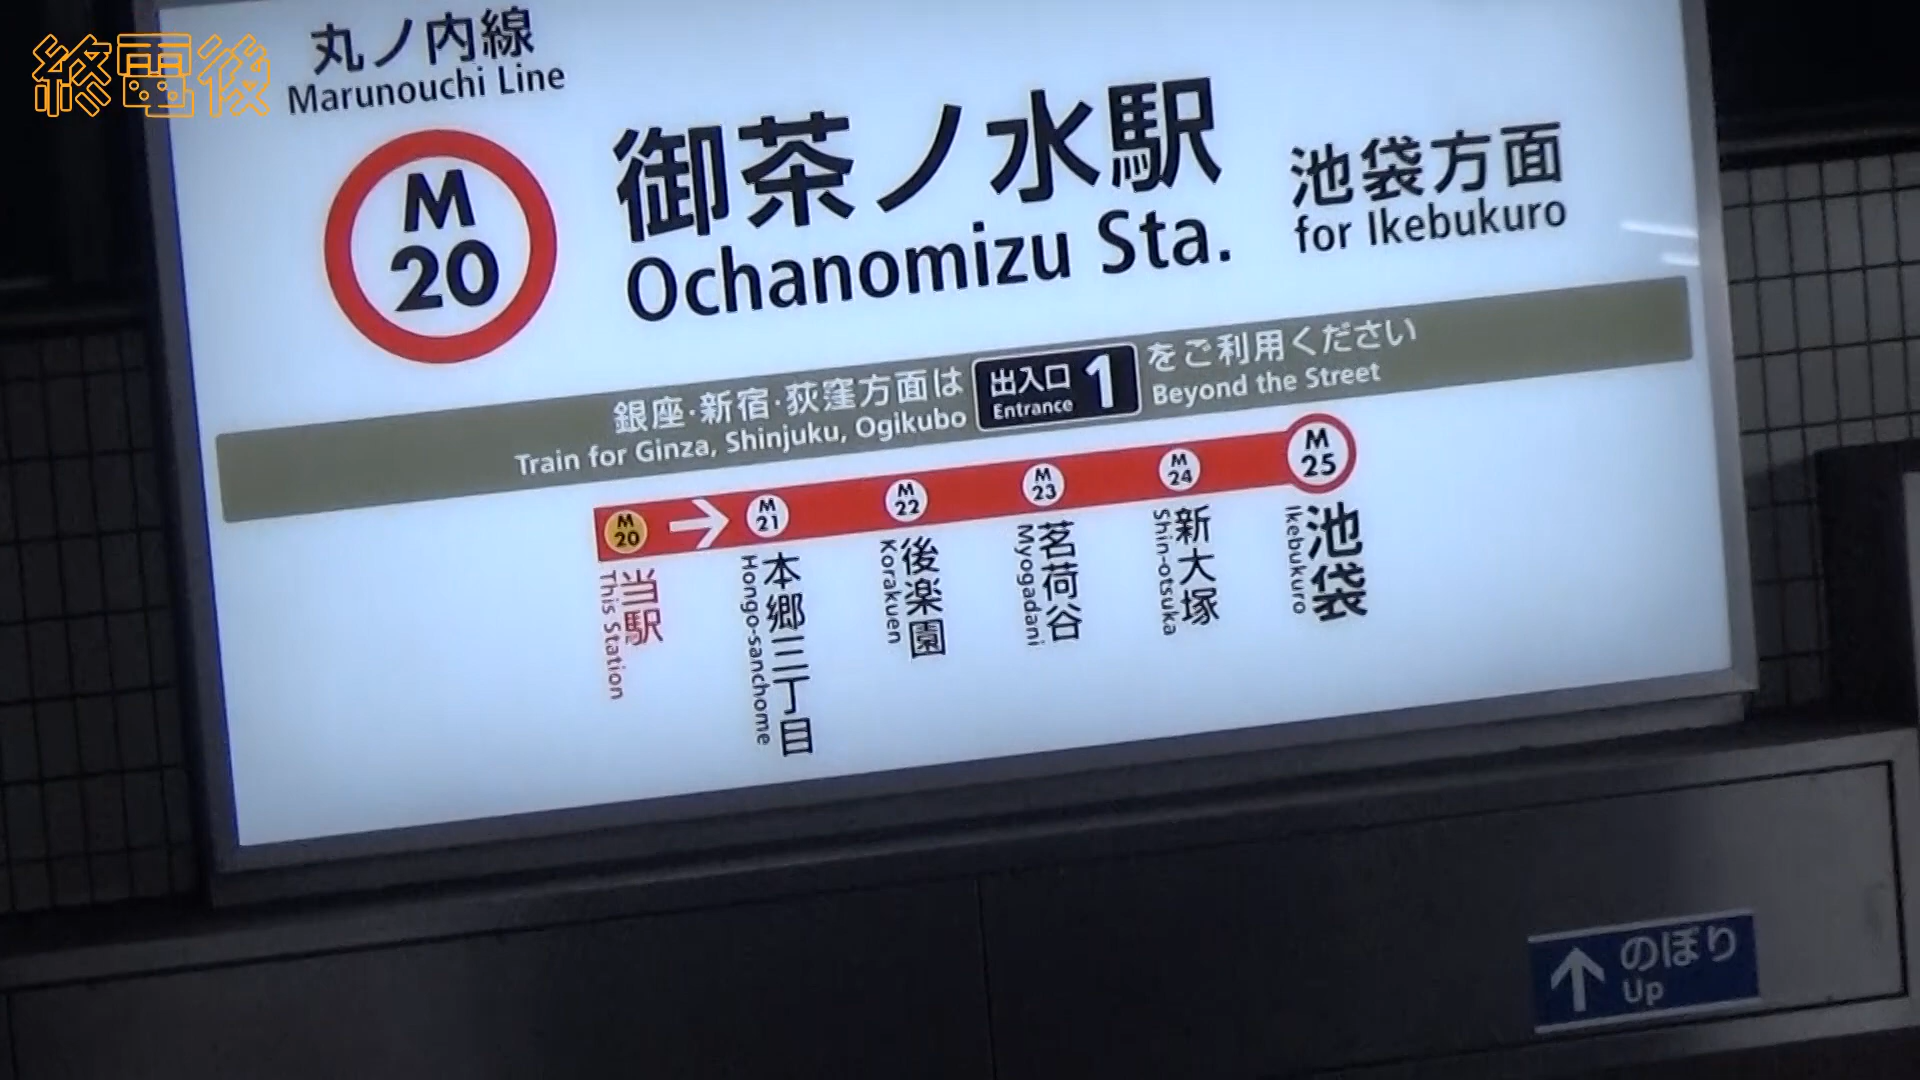 終電後
丸ノ内線
Marunouchi Line
M
20
御茶ノ水駅
Ochanomizu Sta.
池袋方面
for Ikebukuro
銀座·新宿·荻窪方面は
Train for Ginza, Shinjuku, Ogikubo
出入口 1
Entrance
をご利用ください
Beyond the Street
M
20
当駅
This Station
M
21
本郷三丁目
Hongo-sanchome
M
22
後楽園
Korakuen
M
23
茗荷谷
Myogadani
M
24
新大塚
Shin-otsuka
M
25
池袋
Ikebukuro
のぼり
Up